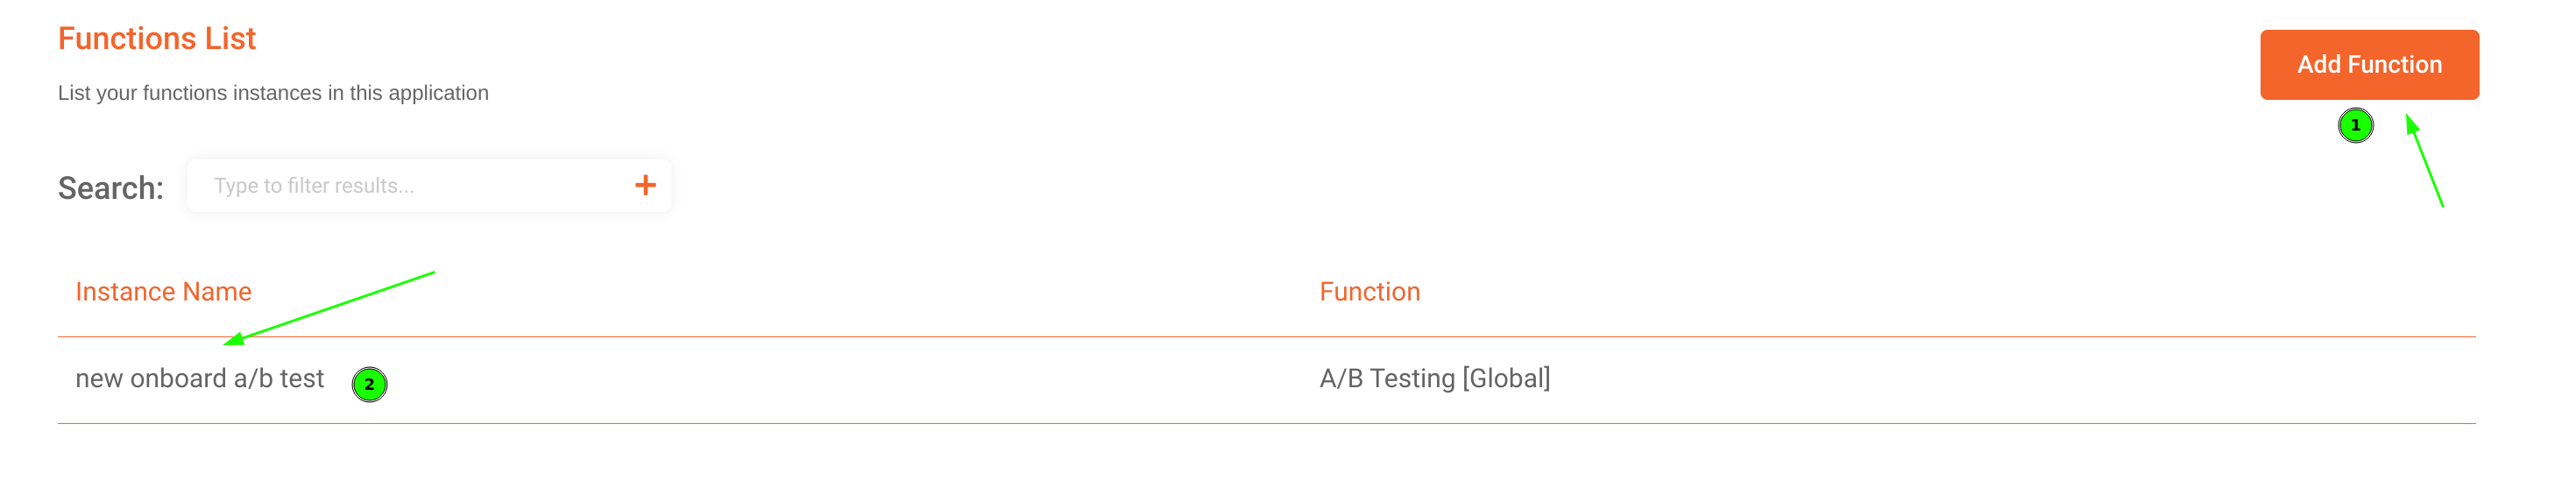 Functions List
Add Function
List your functions instances in this application
1
Search: Type to filter results... +
Instance Name Function
new onboard a/b test 2 A/B Testing [Global]